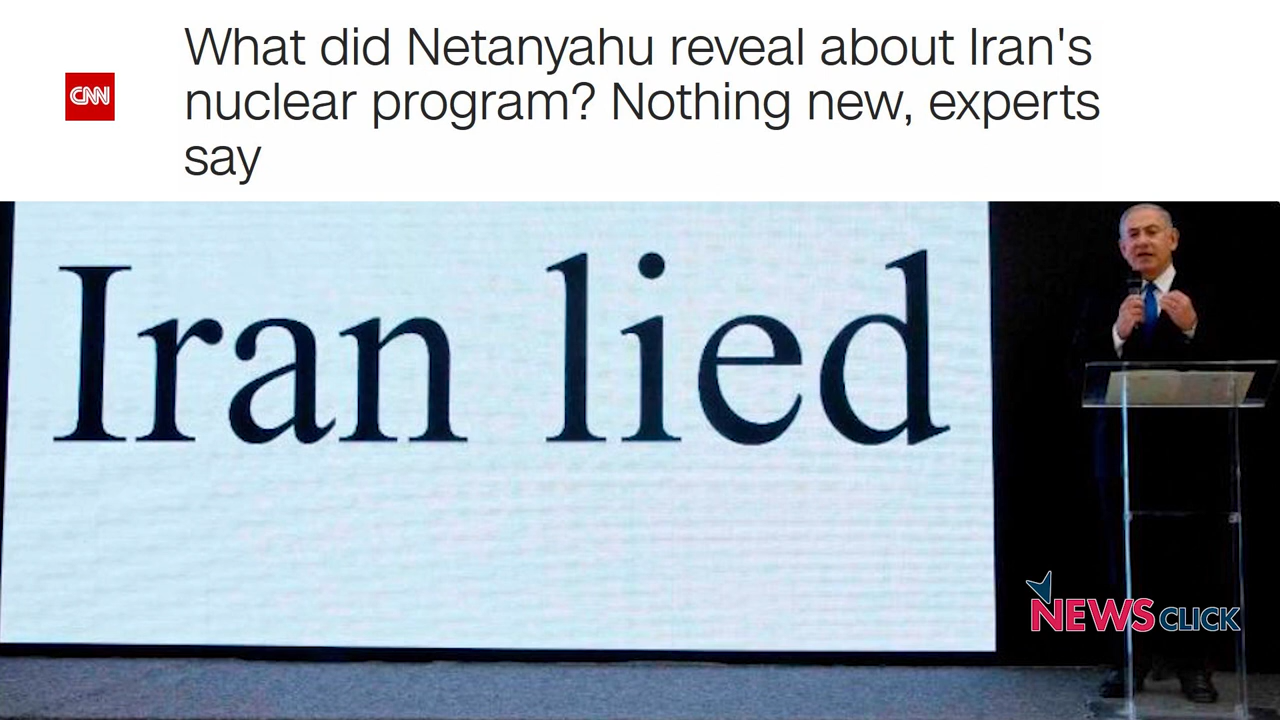 What did Netanyahu reveal about Iran's
CNN
nuclear program? Nothing new, experts
say
Iran lied
NEWSCLICK